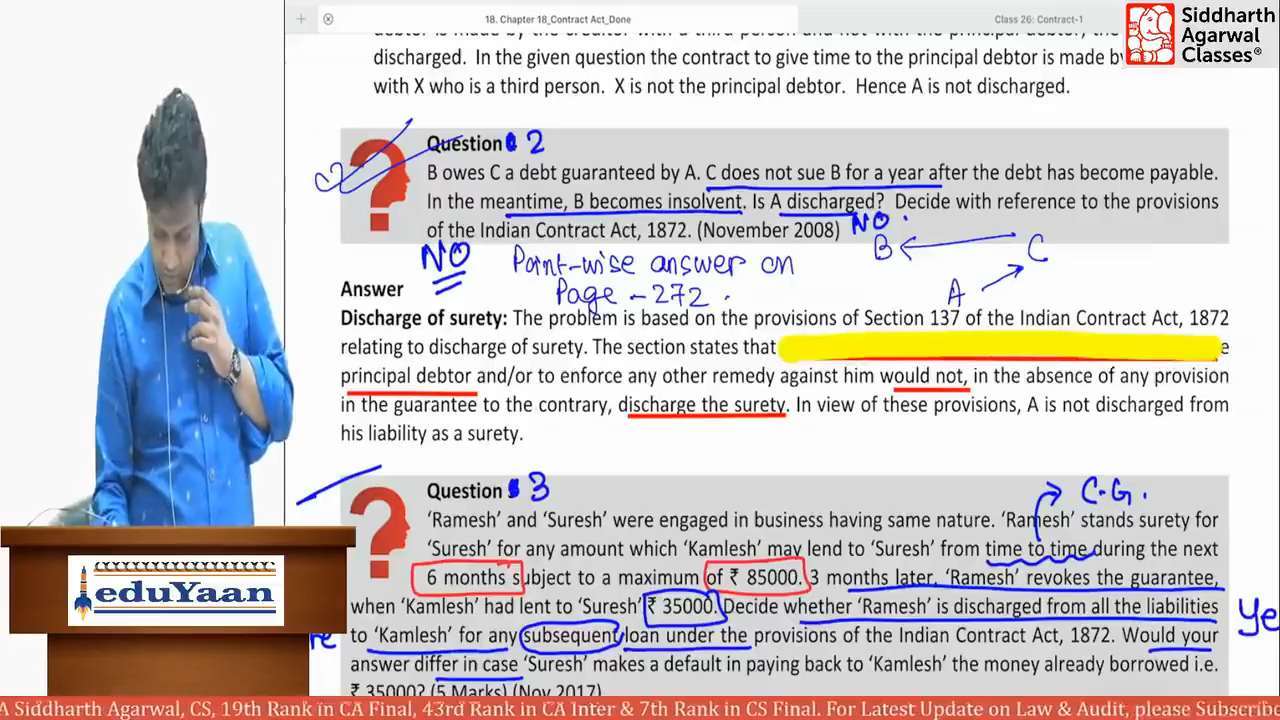 18. Chapter 18_Contract Act_Done
Class 26: Contract-1
Siddharth
Agarwal
Classes®
discharged. In the given question the contract to give time to the principal debtor is made by
with X who is a third person. X is not the principal debtor. Hence A is not discharged.
Question 2
B owes C a debt guaranteed by A. C does not sue B for a year after the debt has become payable.
In the meantime, B becomes insolvent. Is A discharged? Decide with reference to the provisions
of the Indian Contract Act, 1872. (November 2008) NO.
B C
A
NO Point-wise answer on
Page - 272.
Answer
Discharge of surety: The problem is based on the provisions of Section 137 of the Indian Contract Act, 1872
relating to discharge of surety. The section states that
principal debtor and/or to enforce any other remedy against him would not, in the absence of any provision
in the guarantee to the contrary, discharge the surety. In view of these provisions, A is not discharged from
his liability as a surety.
Question 3
C.G.
'Ramesh' and 'Suresh' were engaged in business having same nature. 'Ramesh' stands surety for
'Suresh' for any amount which 'Kamlesh' may lend to 'Suresh' from time to time during the next
6 months subject to a maximum of ₹ 85000. 3 months later, 'Ramesh' revokes the guarantee,
when 'Kamlesh' had lent to 'Suresh' ₹ 35000. Decide whether 'Ramesh' is discharged from all the liabilities
to 'Kamlesh' for any subsequent loan under the provisions of the Indian Contract Act, 1872. Would your
answer differ in case 'Suresh' makes a default in paying back to 'Kamlesh' the money already borrowed i.e.
₹ 35000? (5 Marks) (Nov 2017)
Ye
eduYaan
A Siddharth Agarwal, CS, 19th Rank in CA Final, 43rd Rank in CA Inter & 7th Rank in CS Final. For Latest Update on Law & Audit, please Subscribe